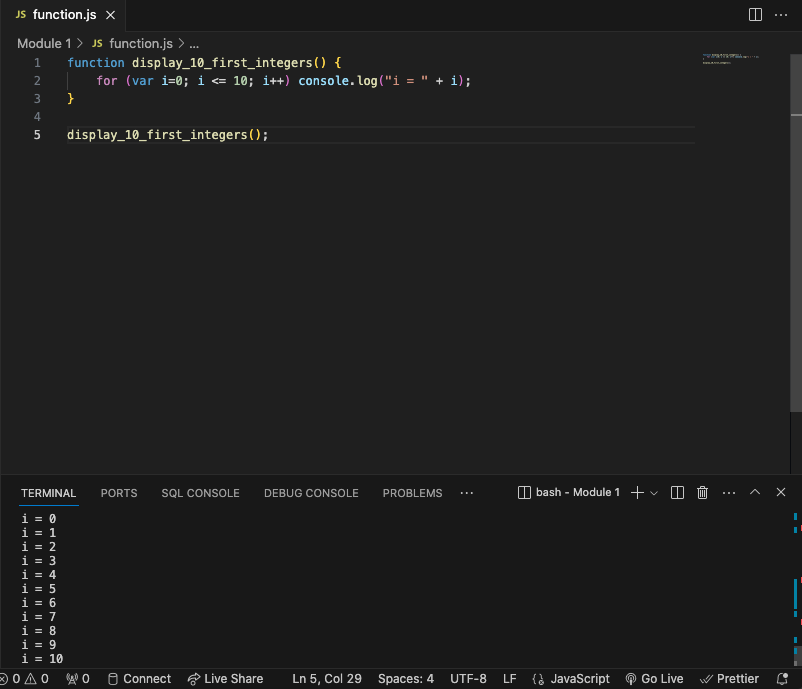 JS function.js
Module 1 > JS function.js > ...
1 function display_10_first_integers() {
2 for (var i=0; i <= 10; i++) console.log("i = " + i);
3 }
4
5 display_10_first_integers();
TERMINAL PORTS SQL CONSOLE DEBUG CONSOLE PROBLEMS ... bash - Module 1
i = 0
i = 1
i = 2
i = 3
i = 4
i = 5
i = 6
i = 7
i = 8
i = 9
i = 10
0 0 0 Connect Live Share Ln 5, Col 29 Spaces: 4 UTF-8 LF JavaScript Go Live Prettier